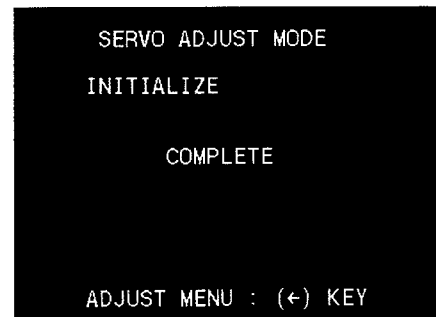 SERVO ADJUST MODE
INITIALIZE
COMPLETE
ADJUST MENU : (←) KEY